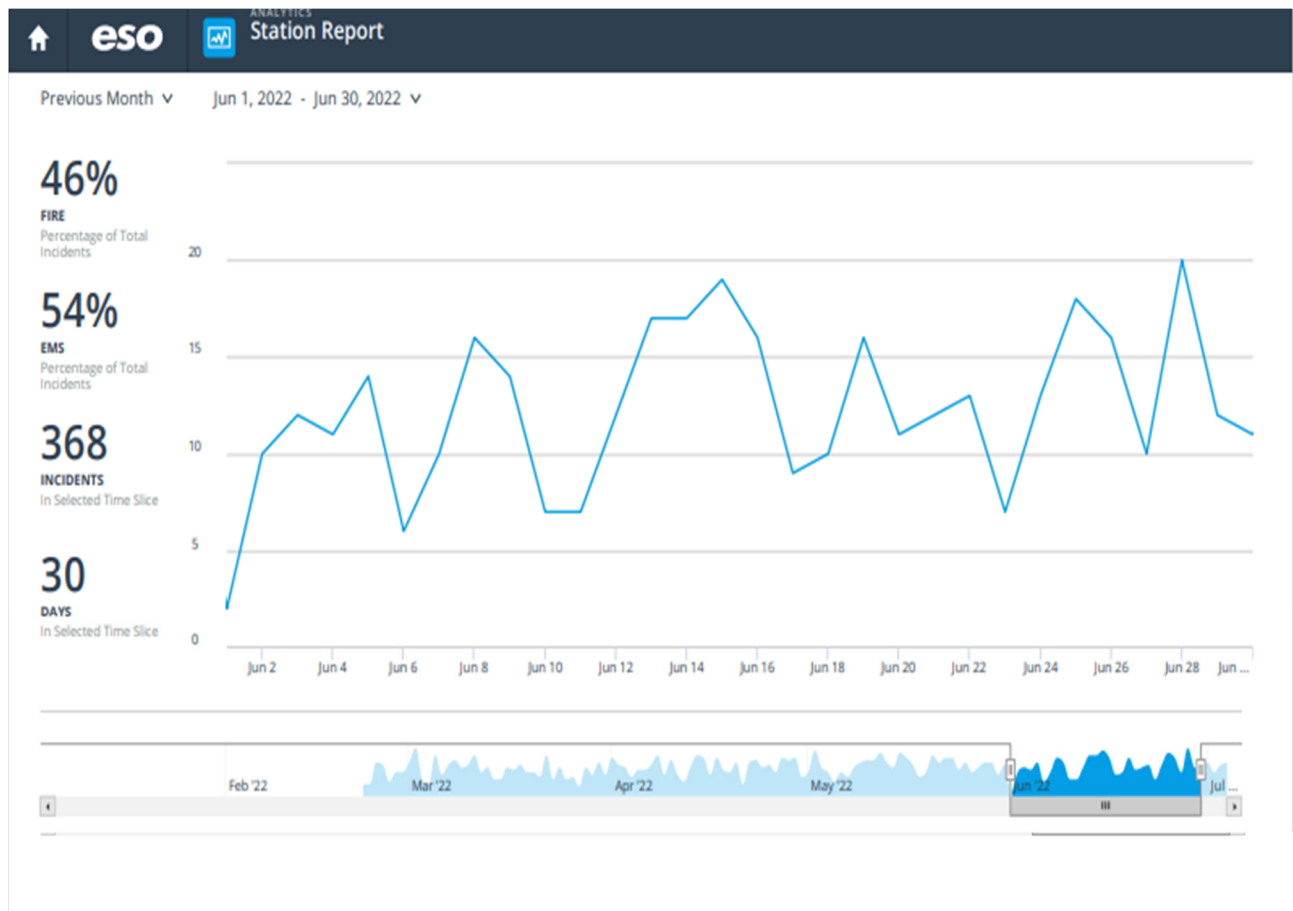 ANALYTICS
eso
Station Report
Previous Month
Jun 1, 2022 - Jun 30, 2022
46%
FIRE
Percentage of Total
Incidents
54%
EMS
Percentage of Total
Incidents
368
INCIDENTS
In Selected Time Slice
30
DAYS
In Selected Time Slice
20
15
10
5
0
Jun 2 Jun 4 Jun 6 Jun 8 Jun 10 Jun 12 Jun 14 Jun 16 Jun 18 Jun 20 Jun 22 Jun 24 Jun 26 Jun 28 Jun ...
Feb '22 Mar '22 Apr '22 May '22 Jun '22 Jul ...